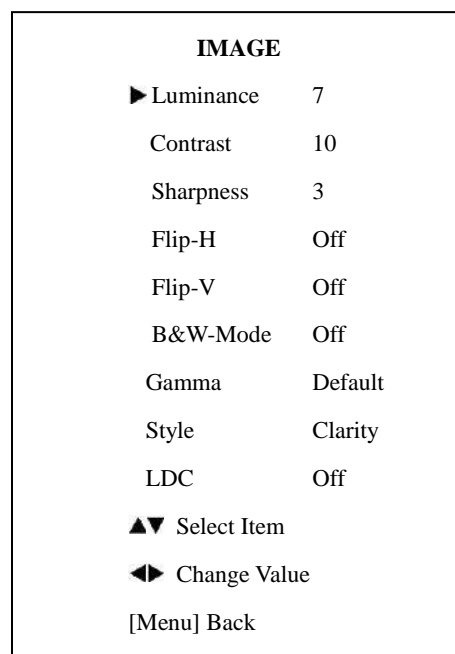 IMAGE
▶ Luminance 7
Contrast 10
Sharpness 3
Flip-H Off
Flip-V Off
B&W-Mode Off
Gamma Default
Style Clarity
LDC Off
▲▼ Select Item
◀▶ Change Value
[Menu] Back